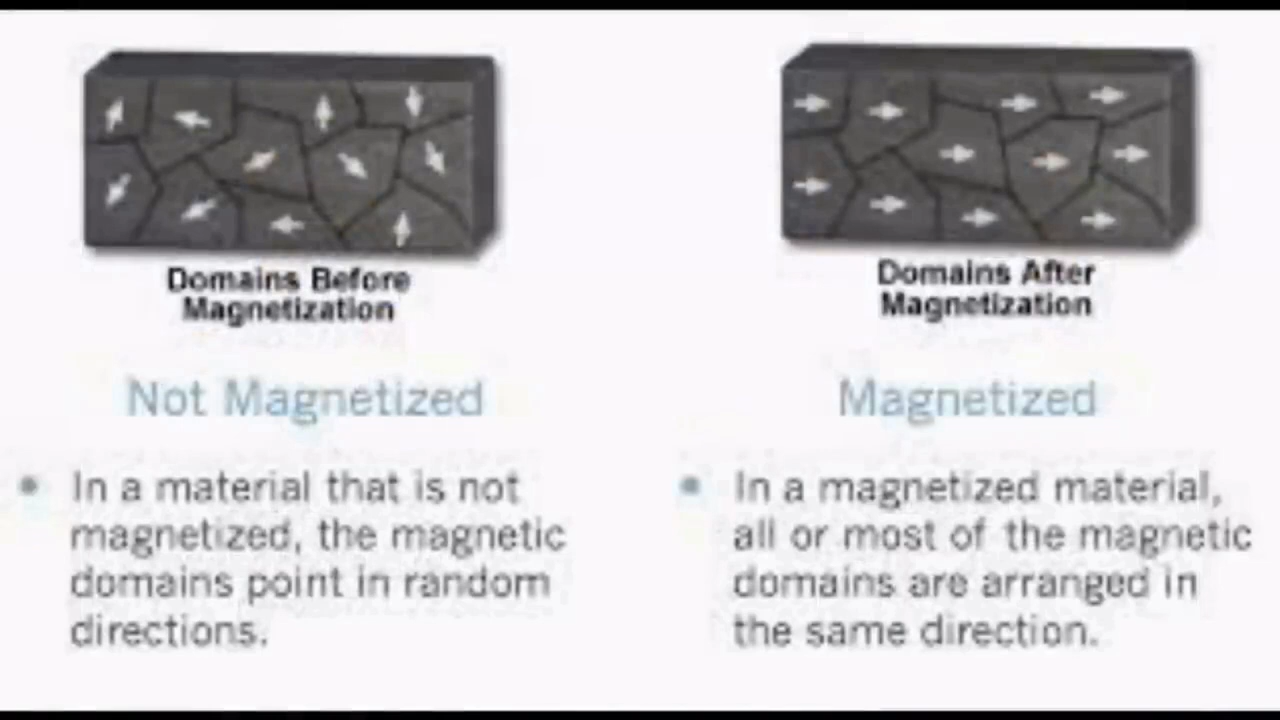 Domains Before
Magnetization
Domains After
Magnetization
Not Magnetized
• In a material that is not
magnetized, the magnetic
domains point in random
directions.
Magnetized
• In a magnetized material,
all or most of the magnetic
domains are arranged in
the same direction.